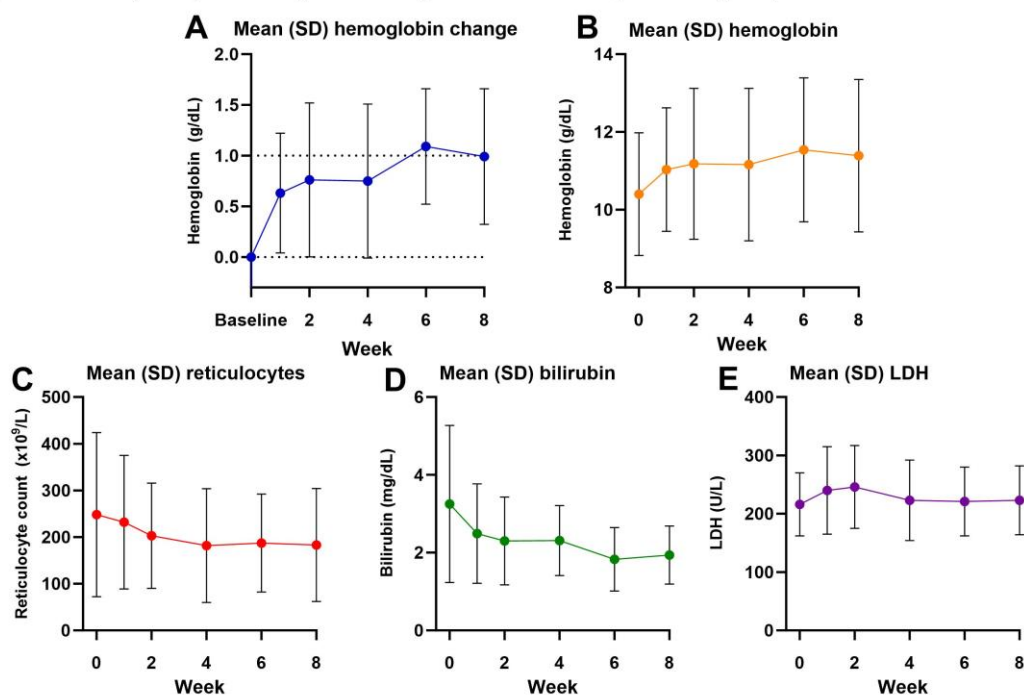 A Mean (SD) hemoglobin change
Hemoglobin (g/dL)
2.0
1.5
1.0
0.5
0.0
Baseline 2 4 6 8
Week
B Mean (SD) hemoglobin
Hemoglobin (g/dL)
14
12
10
8
0 2 4 6 8
Week
C Mean (SD) reticulocytes
Reticulocyte count (x10⁹/L)
500
400
300
200
100
0
0 2 4 6 8
Week
D Mean (SD) bilirubin
Bilirubin (mg/dL)
6
4
2
0
0 2 4 6 8
Week
E Mean (SD) LDH
LDH (U/L)
400
300
200
100
0
0 2 4 6 8
Week